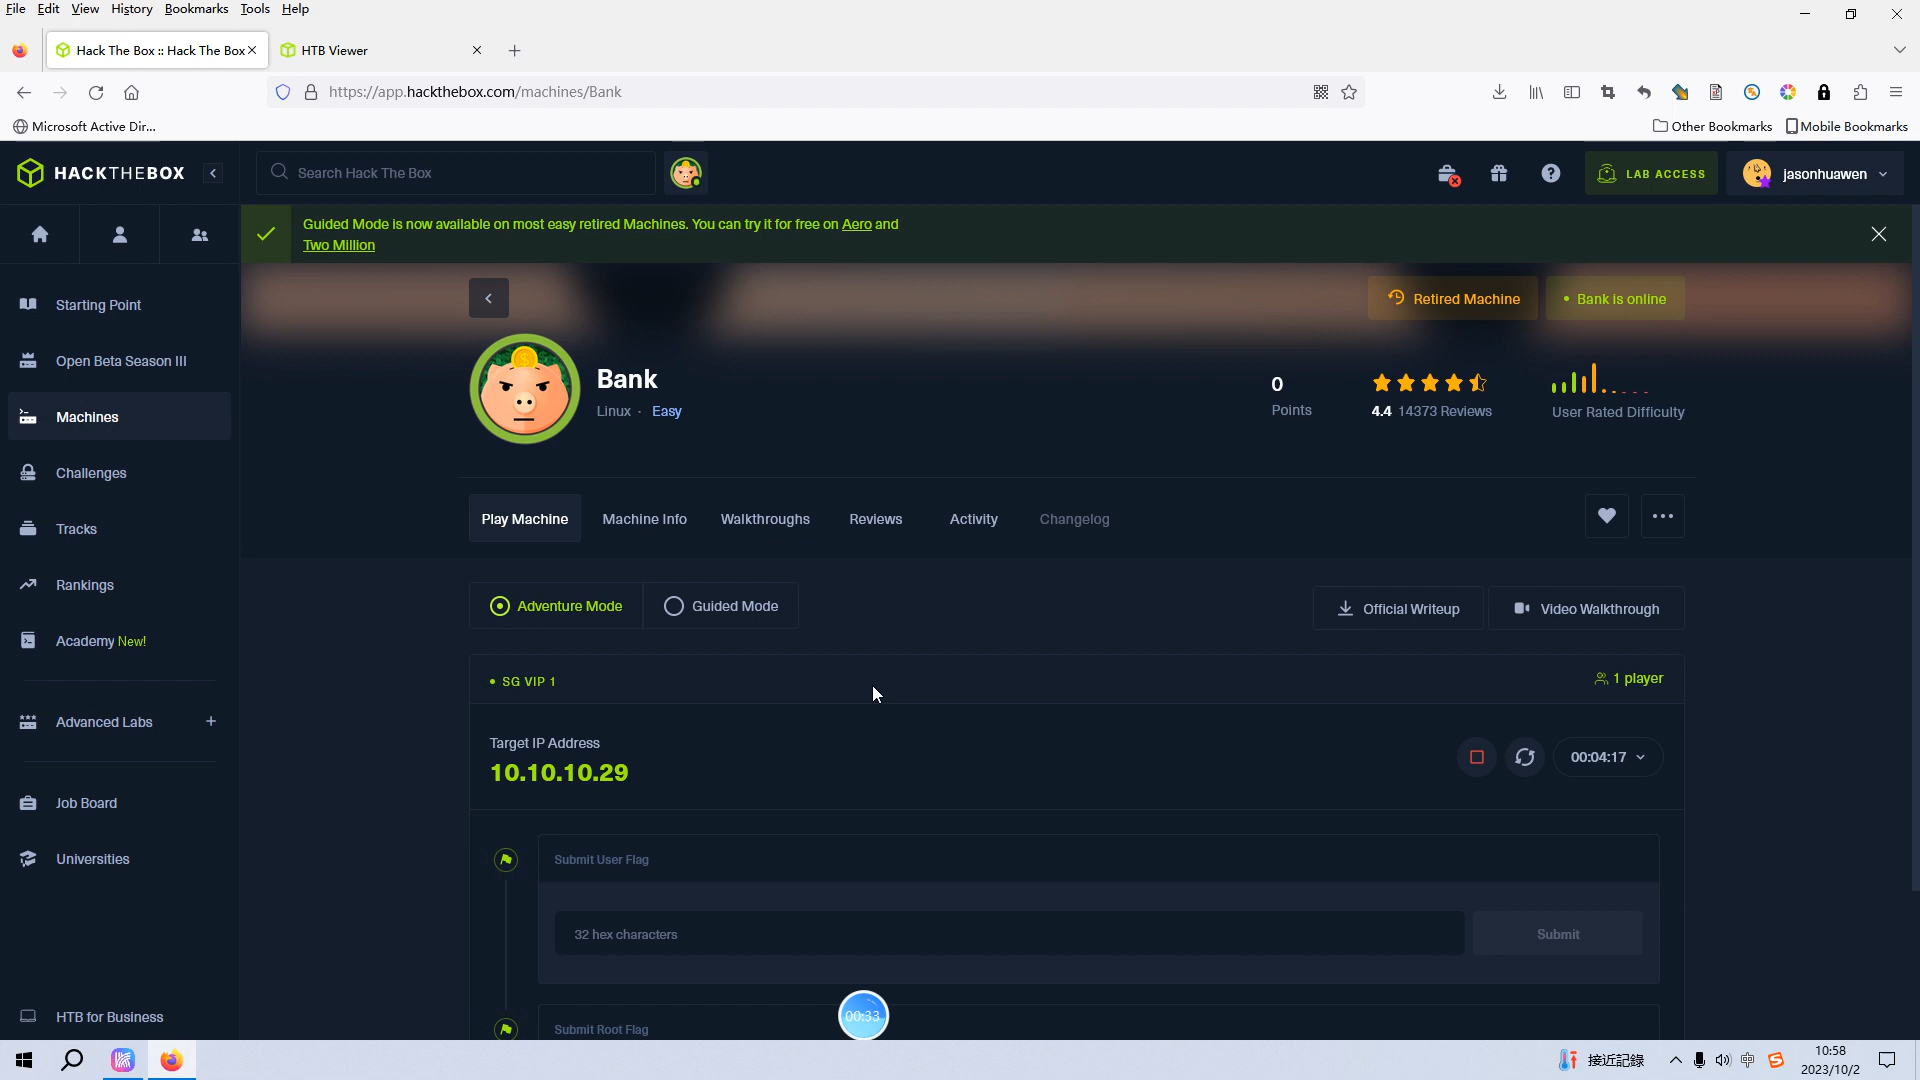 File Edit View History Bookmarks Tools Help
Hack The Box :: Hack The Box
HTB Viewer
https://app.hackthebox.com/machines/Bank
Microsoft Active Dir...
Other Bookmarks
Mobile Bookmarks
HACKTHEBOX
Search Hack The Box
LAB ACCESS
jasonhuawen
Guided Mode is now available on most easy retired Machines. You can try it for free on Aero and
Two Million
Starting Point
Open Beta Season III
Machines
Challenges
Tracks
Rankings
Academy New!
Advanced Labs +
Job Board
Universities
HTB for Business
Retired Machine
Bank is online
Bank
Linux · Easy
0
Points
4.4 14373 Reviews
User Rated Difficulty
Play Machine
Machine Info
Walkthroughs
Reviews
Activity
Changelog
Adventure Mode
Guided Mode
Official Writeup
Video Walkthrough
SG VIP 1
1 player
Target IP Address
10.10.10.29
00:04:17
Submit User Flag
32 hex characters
Submit
00:33
Submit Root Flag
接近記錄
中
10:58
2023/10/2